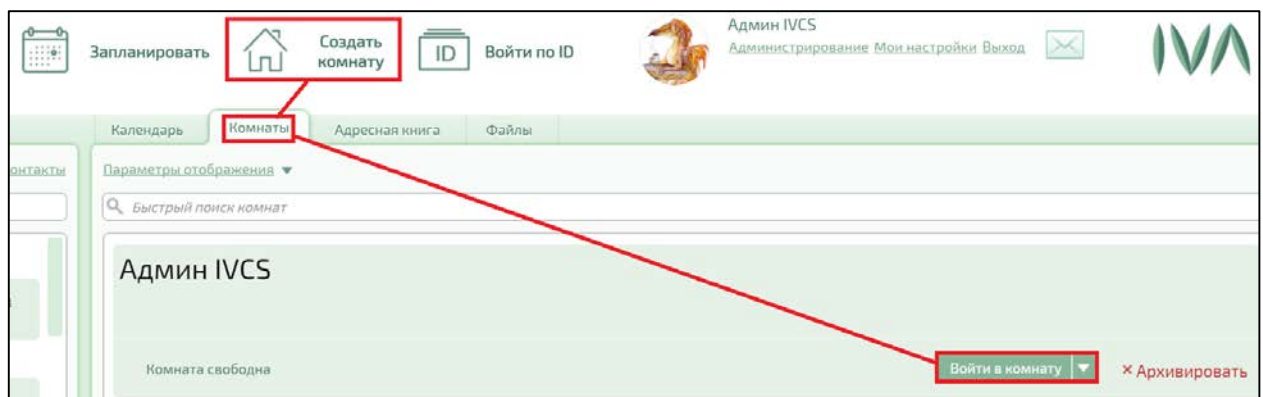 Админ IVCS
Запланировать
Создать
комнату
ID
Войти по ID
Администрирование Мои настройки Выход
IVA
Календарь Комнаты Адресная книга Файлы
онтакты
Параметры отображения
Быстрый поиск комнат
Админ IVCS
Комната свободна
Войти в комнату
× Архивировать